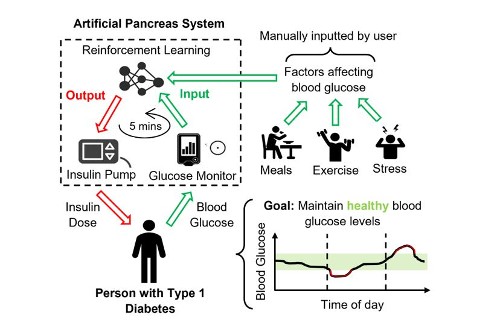 Artificial Pancreas System
Reinforcement Learning
Output
Input
5 mins
Insulin Pump
Glucose Monitor
Insulin
Dose
Blood
Glucose
Person with Type 1
Diabetes
Manually inputted by user
Factors affecting
blood glucose
Meals
Exercise
Stress
Goal: Maintain healthy blood
glucose levels
Blood Glucose
Time of day